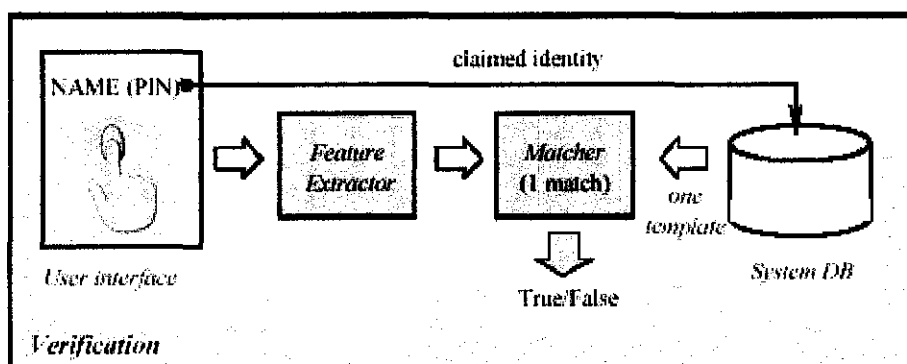 claimed identity
NAME (PIN)
Feature
Extractor
Matcher
(1 match)
one
template
User interface
System DB
True/False
Verification